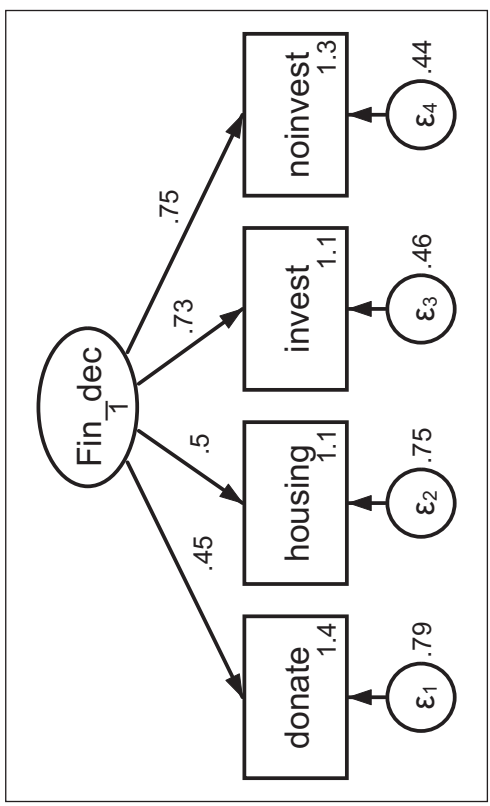 Fin_dec
1
.45
.5
.73
.75
donate
1.4
housing
1.1
invest
1.1
noinvest
1.3
ε1
.79
ε2
.75
ε3
.46
ε4
.44